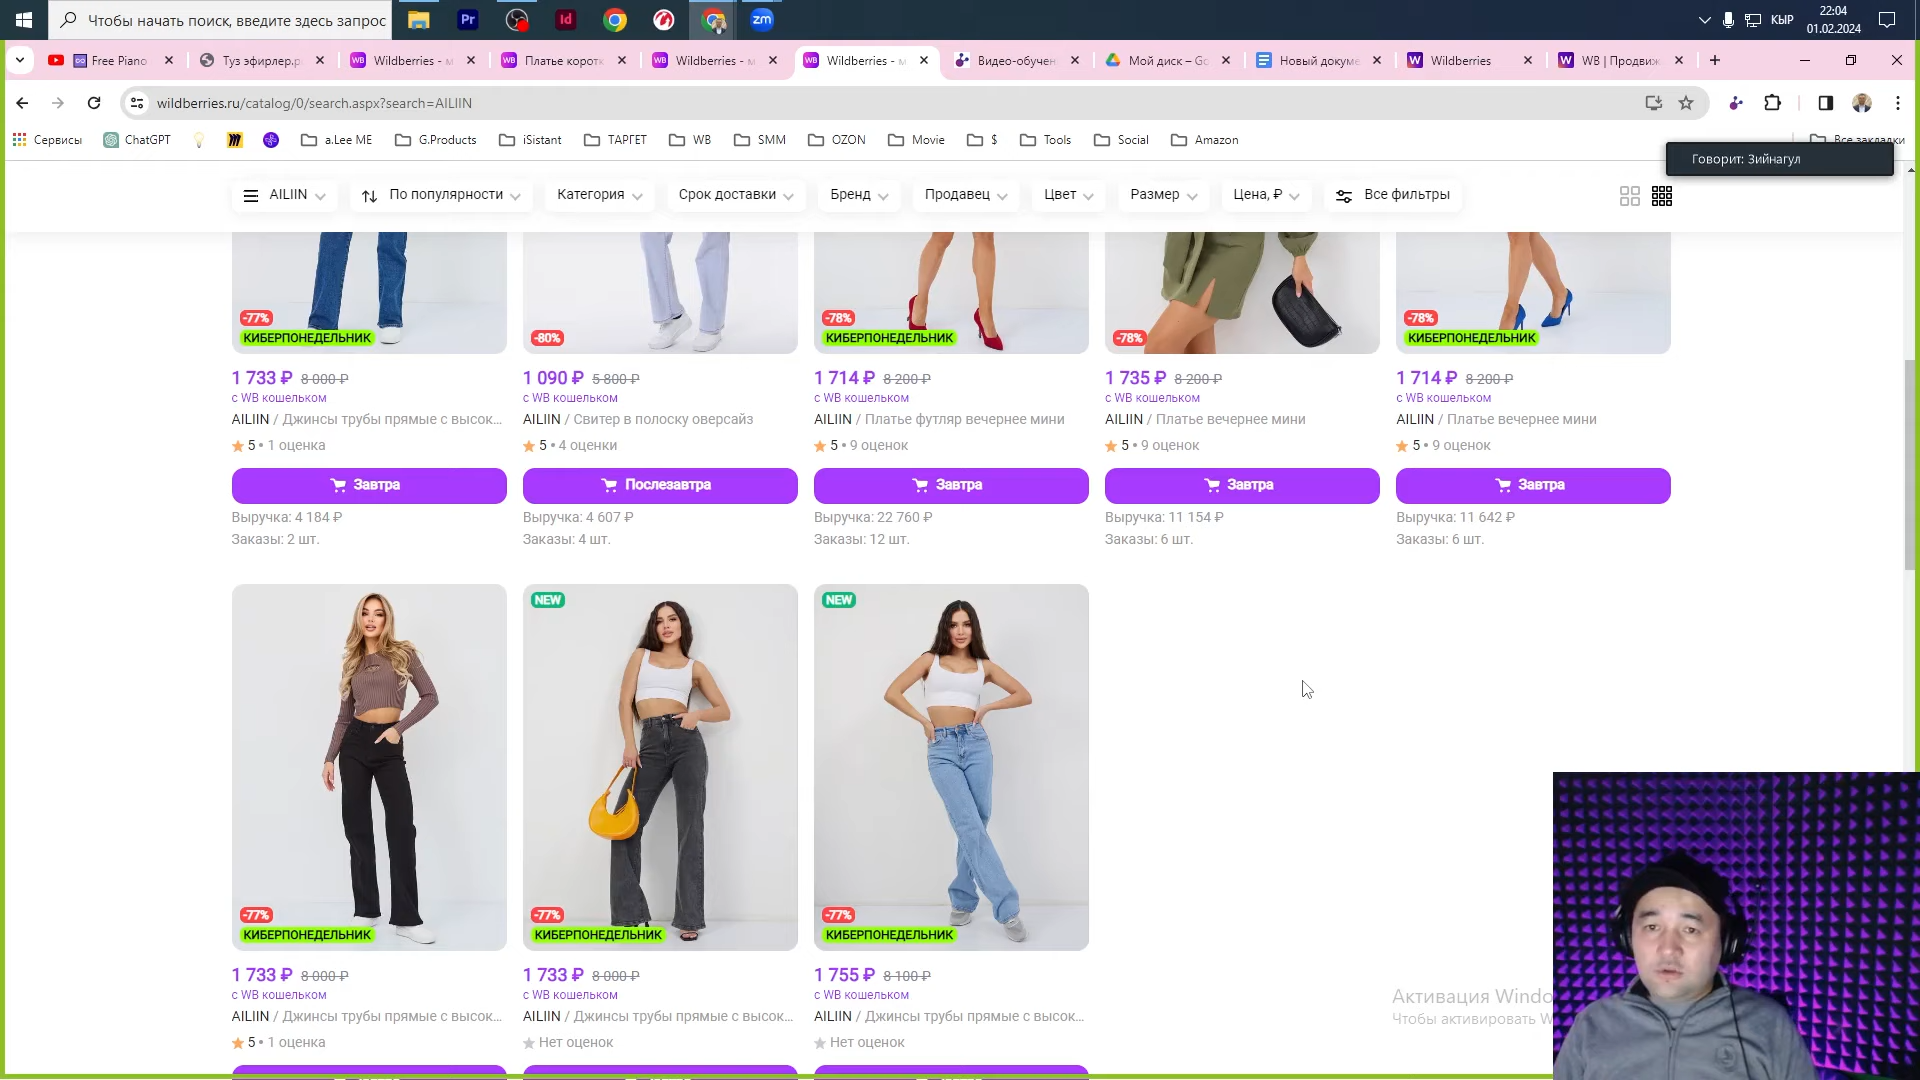 Чтобы начать поиск, введите здесь запрос
Pr
Id
zm
КЫР
22:04
01.02.2024
Free Piano
Туз эфирлер.р
Wildberries - м
Платье коротк
Wildberries - м
Wildberries - м
Видео-обучен
Мой диск – Go
Новый докуме
Wildberries
WB | Продвиж
wildberries.ru/catalog/0/search.aspx?search=AILIIN
Сервисы
ChatGPT
a.Lee ME
G.Products
iSistant
ТАРГЕТ
WB
SMM
OZON
Movie
$
Tools
Social
Amazon
Все закладки
Говорит: Зийнагул
AILIIN
По популярности
Категория
Срок доставки
Бренд
Продавец
Цвет
Размер
Цена, ₽
Все фильтры
-77%
КИБЕРПОНЕДЕЛЬНИК
-80%
-78%
КИБЕРПОНЕДЕЛЬНИК
-78%
-78%
КИБЕРПОНЕДЕЛЬНИК
1 733 ₽ 8 000 ₽
с WB кошельком
AILIIN / Джинсы трубы прямые с высок...
5 • 1 оценка
Завтра
Выручка: 4 184 ₽
Заказы: 2 шт.
1 090 ₽ 5 800 ₽
с WB кошельком
AILIIN / Свитер в полоску оверсайз
5 • 4 оценки
Послезавтра
Выручка: 4 607 ₽
Заказы: 4 шт.
1 714 ₽ 8 200 ₽
с WB кошельком
AILIIN / Платье футляр вечернее мини
5 • 9 оценок
Завтра
Выручка: 22 760 ₽
Заказы: 12 шт.
1 735 ₽ 8 200 ₽
с WB кошельком
AILIIN / Платье вечернее мини
5 • 9 оценок
Завтра
Выручка: 11 154 ₽
Заказы: 6 шт.
1 714 ₽ 8 200 ₽
с WB кошельком
AILIIN / Платье вечернее мини
5 • 9 оценок
Завтра
Выручка: 11 642 ₽
Заказы: 6 шт.
-77%
КИБЕРПОНЕДЕЛЬНИК
1 733 ₽ 8 000 ₽
с WB кошельком
AILIIN / Джинсы трубы прямые с высок...
5 • 1 оценка
NEW
-77%
КИБЕРПОНЕДЕЛЬНИК
1 733 ₽ 8 000 ₽
с WB кошельком
AILIIN / Джинсы трубы прямые с высок...
Нет оценок
NEW
-77%
КИБЕРПОНЕДЕЛЬНИК
1 755 ₽ 8 100 ₽
с WB кошельком
AILIIN / Джинсы трубы прямые с высок...
Нет оценок
Активация Windo
Чтобы активировать W